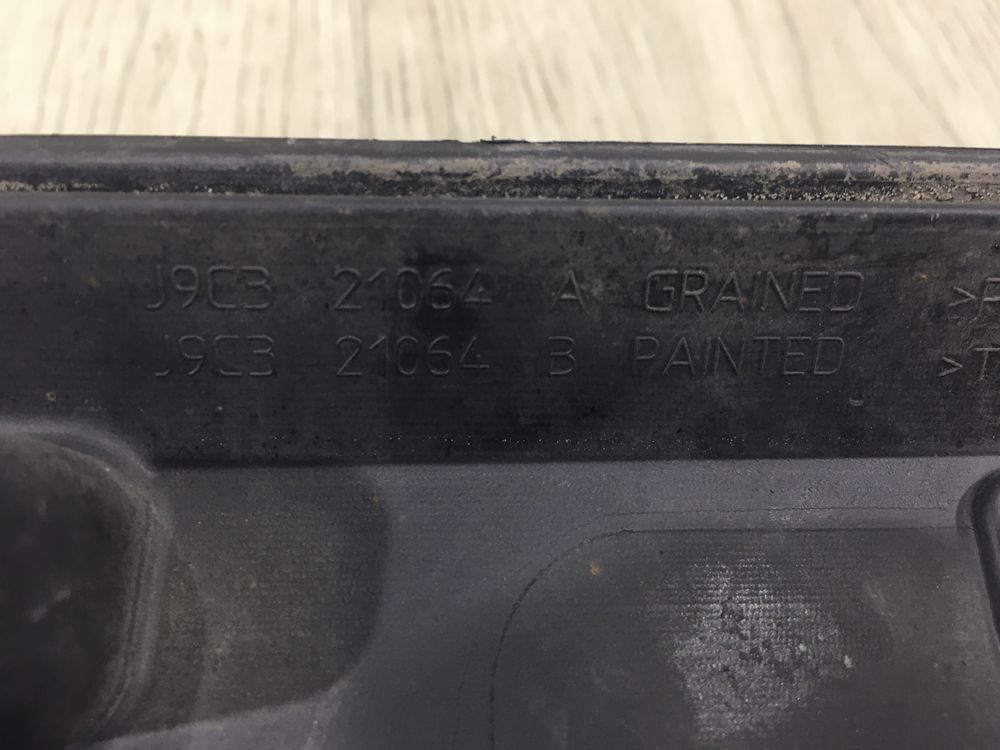 J9C3 21064 A GRAINED
J9C3 21064 B PAINTED